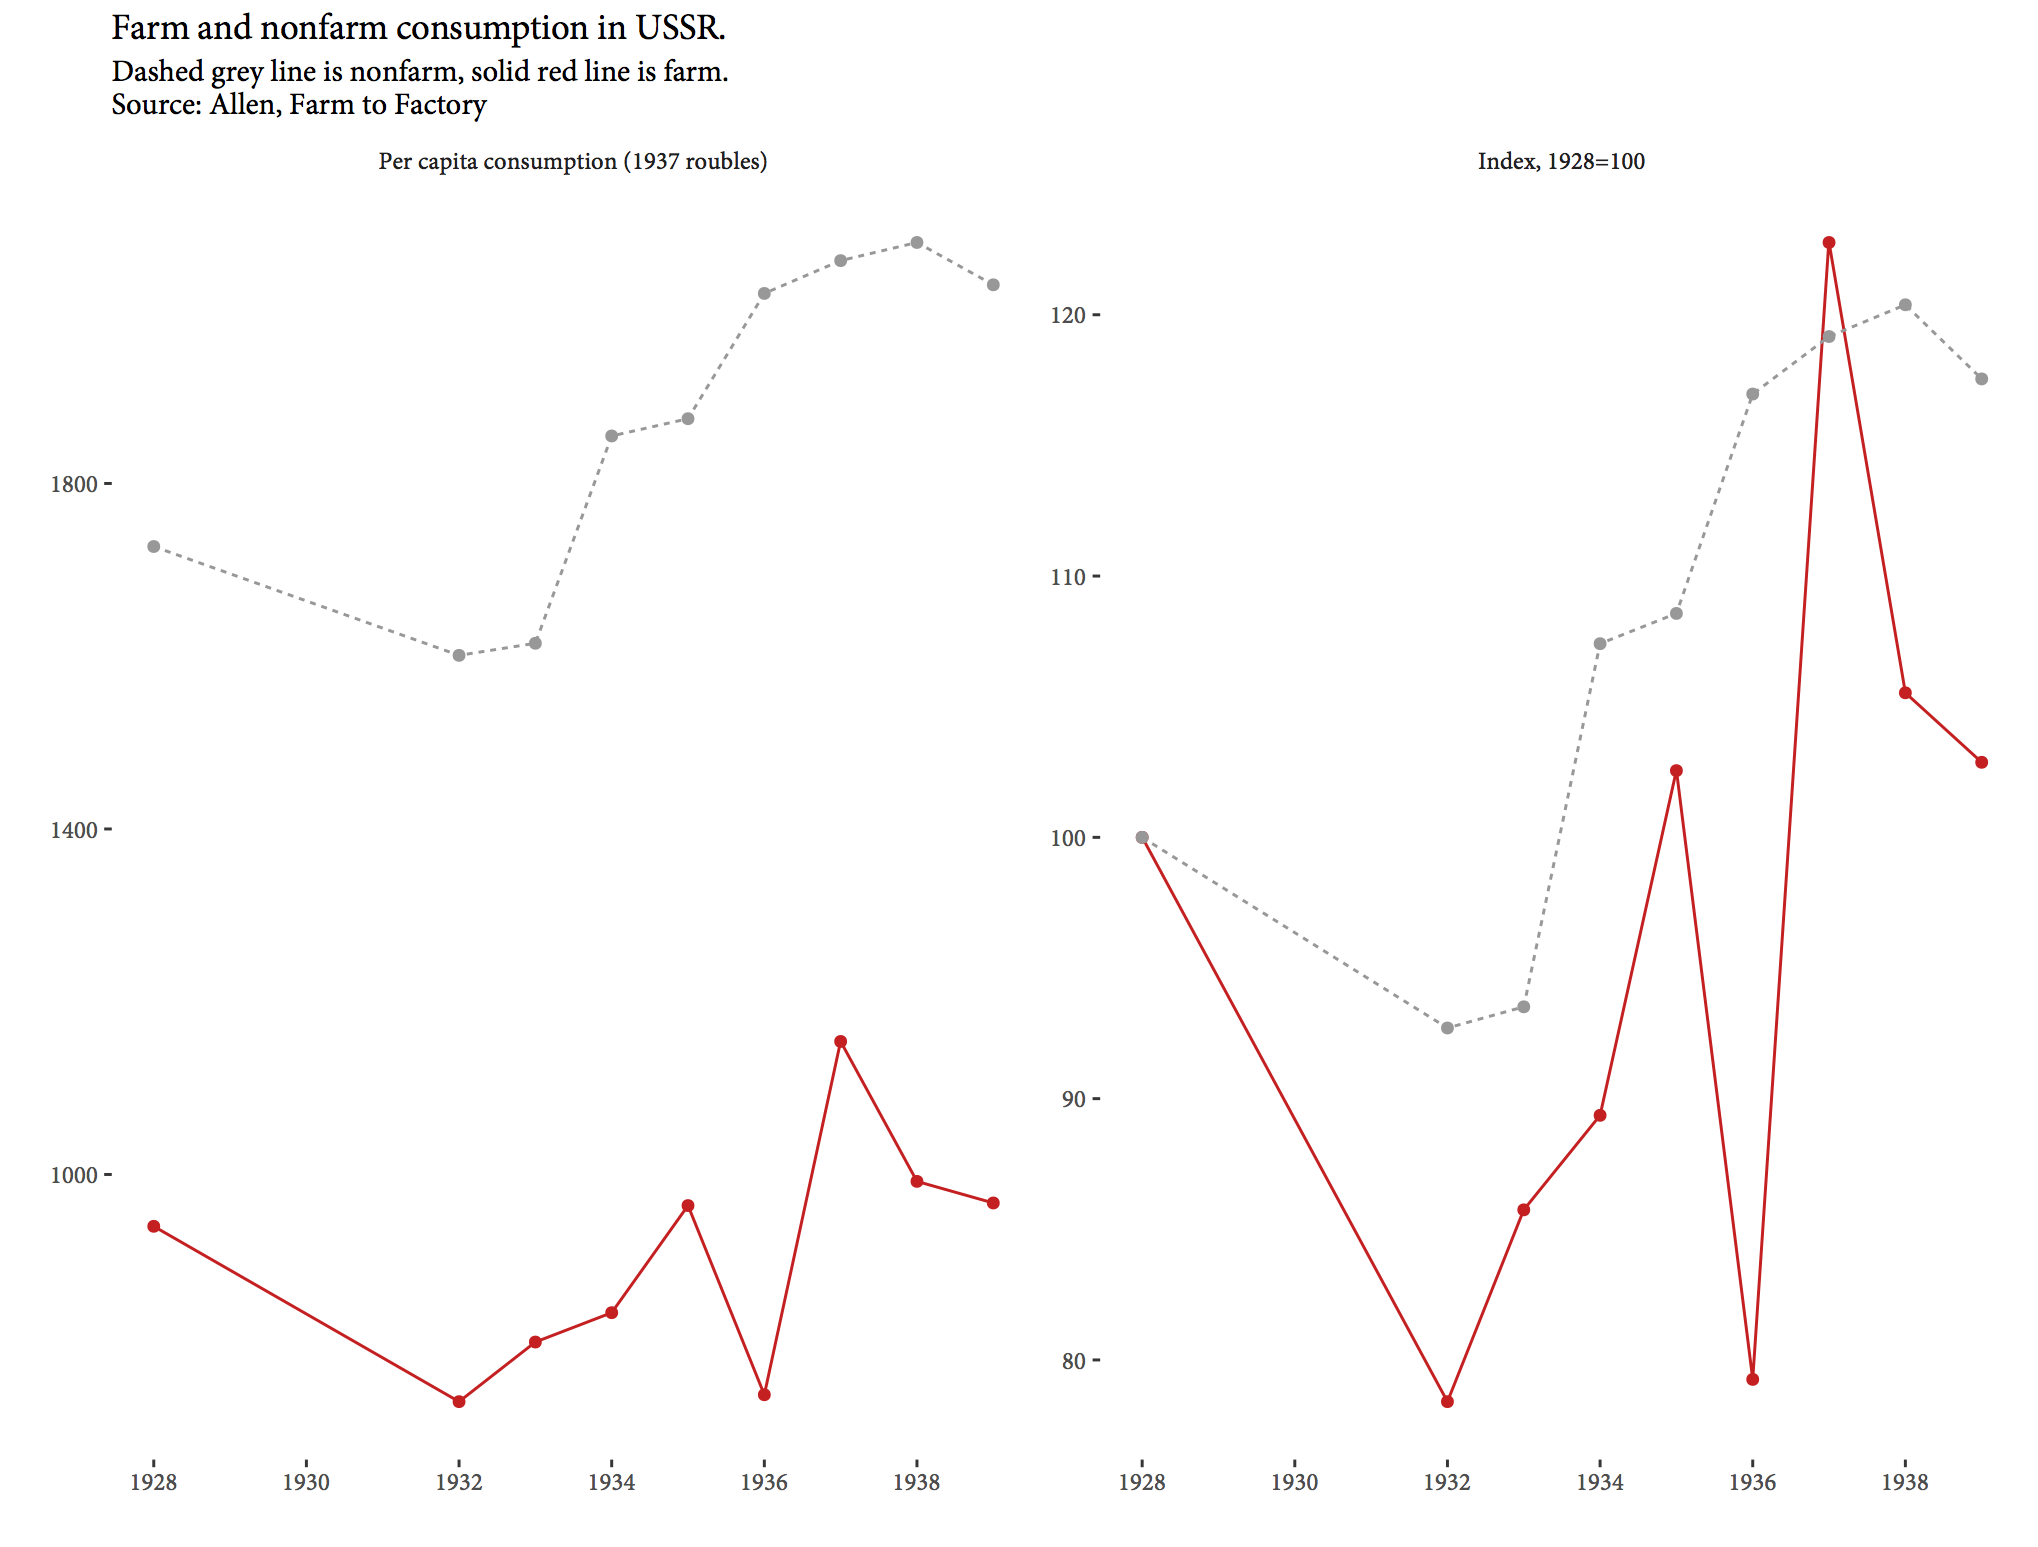 Farm and nonfarm consumption in USSR.
Dashed grey line is nonfarm, solid red line is farm.
Source: Allen, Farm to Factory
Per capita consumption (1937 roubles)
1800
1400
1000
1928 1930 1932 1934 1936 1938
Index, 1928=100
120
110
100
90
80
1928 1930 1932 1934 1936 1938